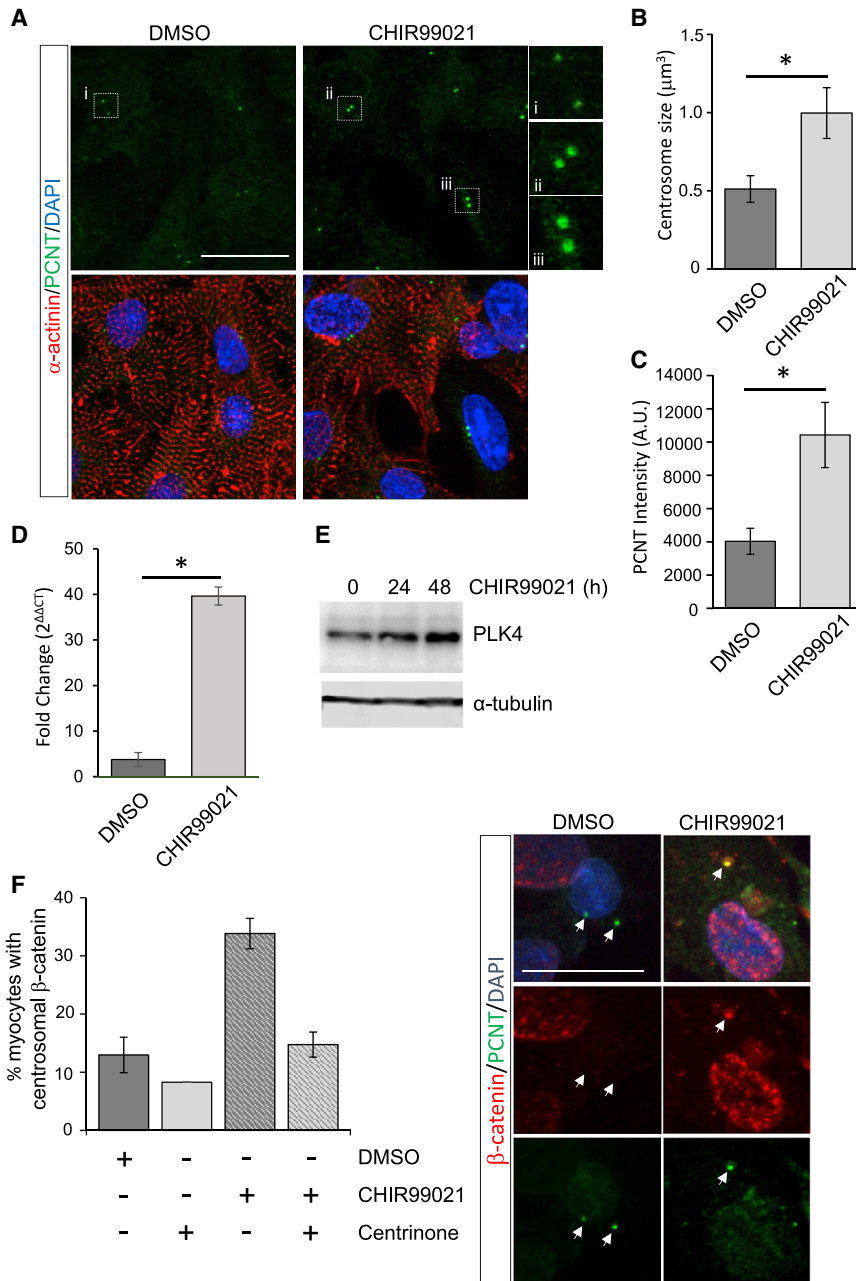 A
DMSO
CHIR99021
α-actinin/PCNT/DAPI
i
ii
iii
i
ii
iii
B
Centrosome size (μm³)
1.5
1.0
0.5
0
*
DMSO
CHIR99021
C
PCNT Intensity (A.U.)
14000
12000
10000
8000
6000
4000
2000
0
*
DMSO
CHIR99021
D
Fold Change (2^ΔΔCT)
50
40
30
20
10
0
*
DMSO
CHIR99021
E
0 24 48 CHIR99021 (h)
PLK4
α-tubulin
F
% myocytes with
centrosomal β-catenin
40
30
20
10
0
+ - - - DMSO
- - + + CHIR99021
- + - + Centrinone
DMSO
CHIR99021
β-catenin/PCNT/DAPI